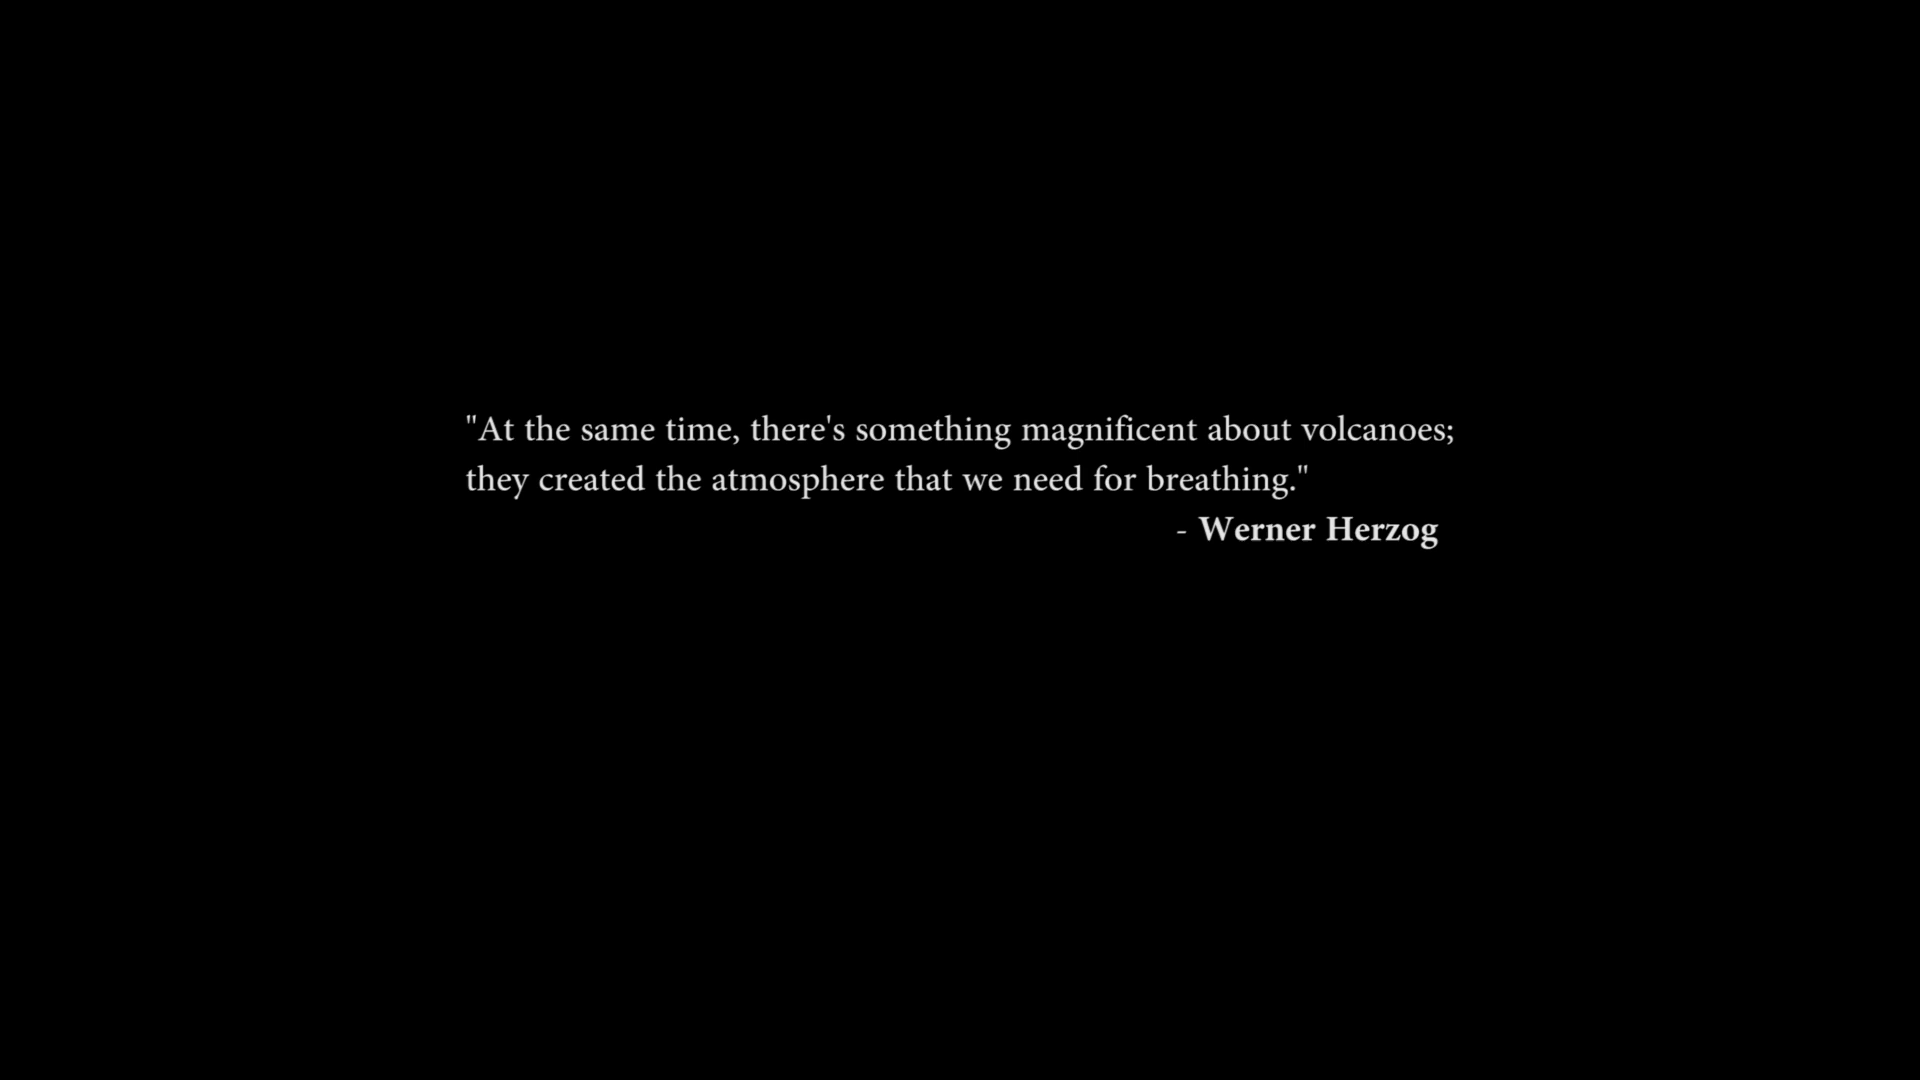 "At the same time, there's something magnificent about volcanoes;
they created the atmosphere that we need for breathing."
- Werner Herzog